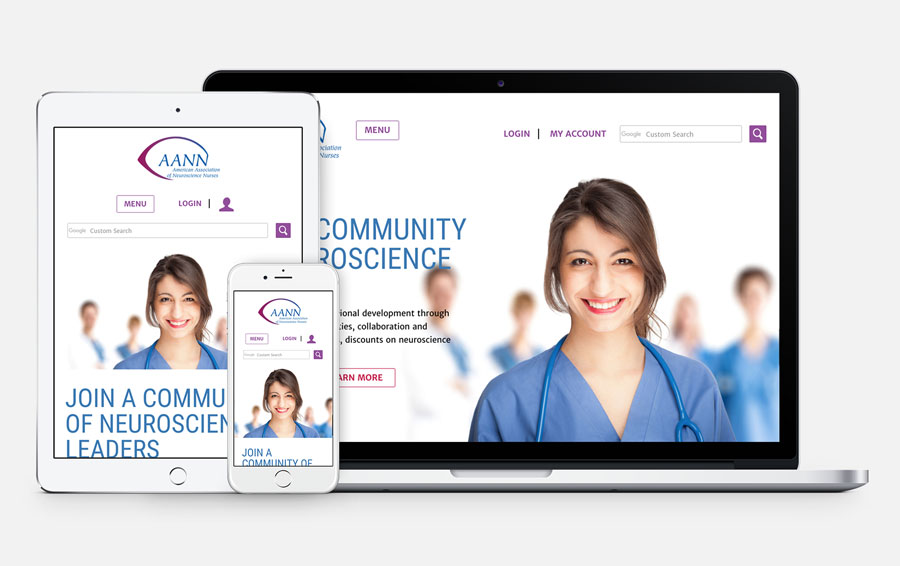 AANN
American Association
of Neuroscience Nurses
MENU
LOGIN |
Google Custom Search
JOIN A COMMU
OF NEUROSCIEN
LEADERS
AANN
American Association
of Neuroscience Nurses
MENU
LOGIN |
Google Custom Search
JOIN A
COMMUNITY OF
ociation
Nurses
MENU
LOGIN | MY ACCOUNT
Google Custom Search
COMMUNITY
ROSCIENCE
ional development through
ties, collaboration and
, discounts on neuroscience
ARN MORE